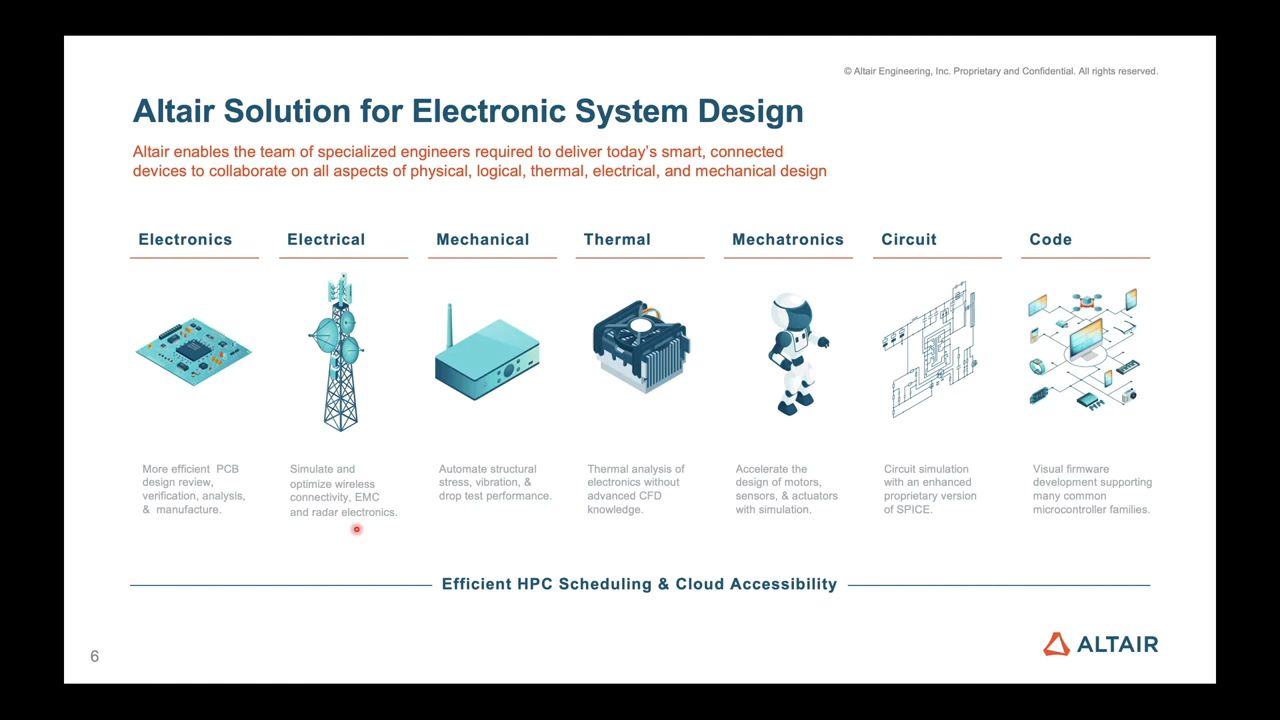 © Altair Engineering, Inc. Proprietary and Confidential. All rights reserved.
Altair Solution for Electronic System Design
Altair enables the team of specialized engineers required to deliver today's smart, connected
devices to collaborate on all aspects of physical, logical, thermal, electrical, and mechanical design
Electronics
More efficient PCB
design review,
verification, analysis,
& manufacture.
Electrical
Simulate and
optimize wireless
connectivity, EMC
and radar electronics.
Mechanical
Automate structural
stress, vibration, &
drop test performance.
Thermal
Thermal analysis of
electronics without
advanced CFD
knowledge.
Mechatronics
Accelerate the
design of motors,
sensors, & actuators
with simulation.
Circuit
Circuit simulation
with an enhanced
proprietary version
of SPICE.
Code
Visual firmware
development supporting
many common
microcontroller families.
Efficient HPC Scheduling & Cloud Accessibility
6
ALTAIR